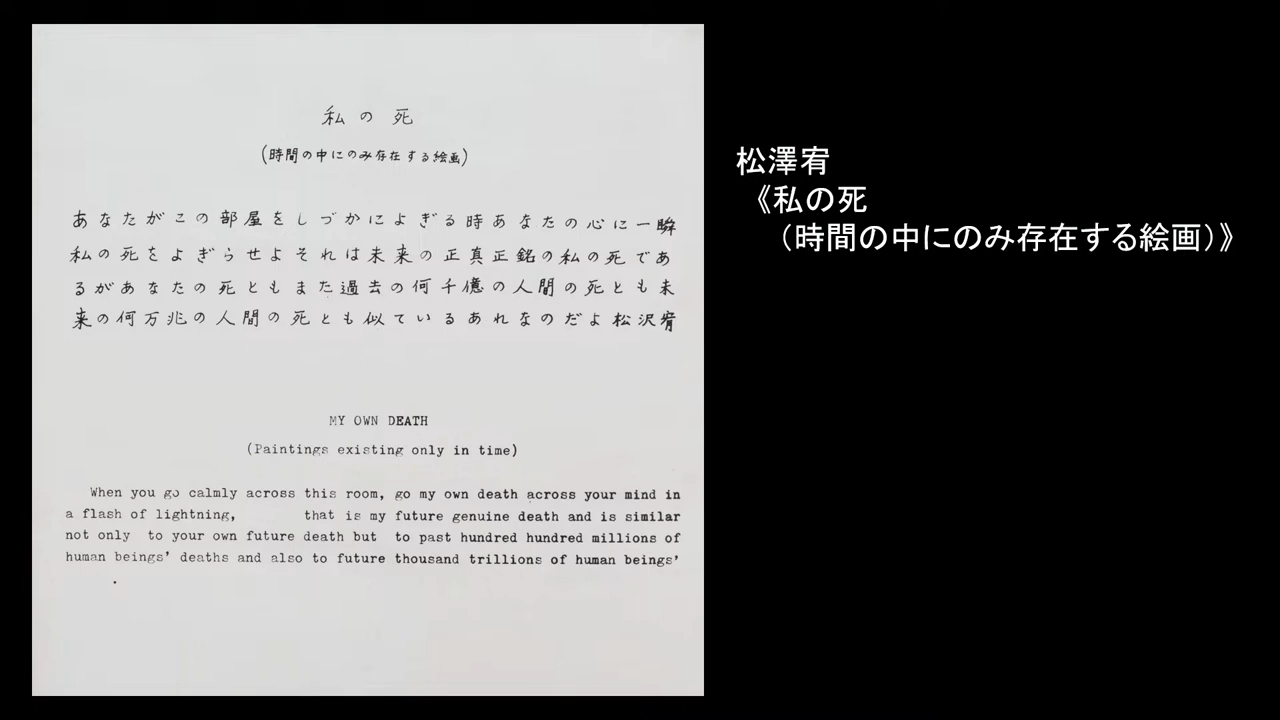 私の死
(時間の中にのみ存在する絵画)
あなたがこの部屋をしづかによぎる時あなたの心に一瞬
私の死をよぎらせよそれは未来の正真正銘の私の死であ
るがあなたの死ともまた過去の何千億の人間の死とも未
来の何万兆の人間の死とも似ているあれなのだよ松沢宥
MY OWN DEATH
(Paintings existing only in time)
When you go calmly across this room, go my own death across your mind in
a flash of lightning, that is my future genuine death and is similar
not only to your own future death but to past hundred hundred millions of
human beings' deaths and also to future thousand trillions of human beings'
.
松澤宥
《私の死
(時間の中にのみ存在する絵画)》